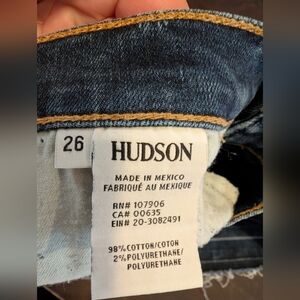 26
HUDSON
MADE IN MEXICO
FABRIQUÉ AU MEXIQUE
RN# 107906
CA# 00635
EIN# 20-3082491
98% COTTON/COTON
2% POLYURETHANE/
POLYURETHANE